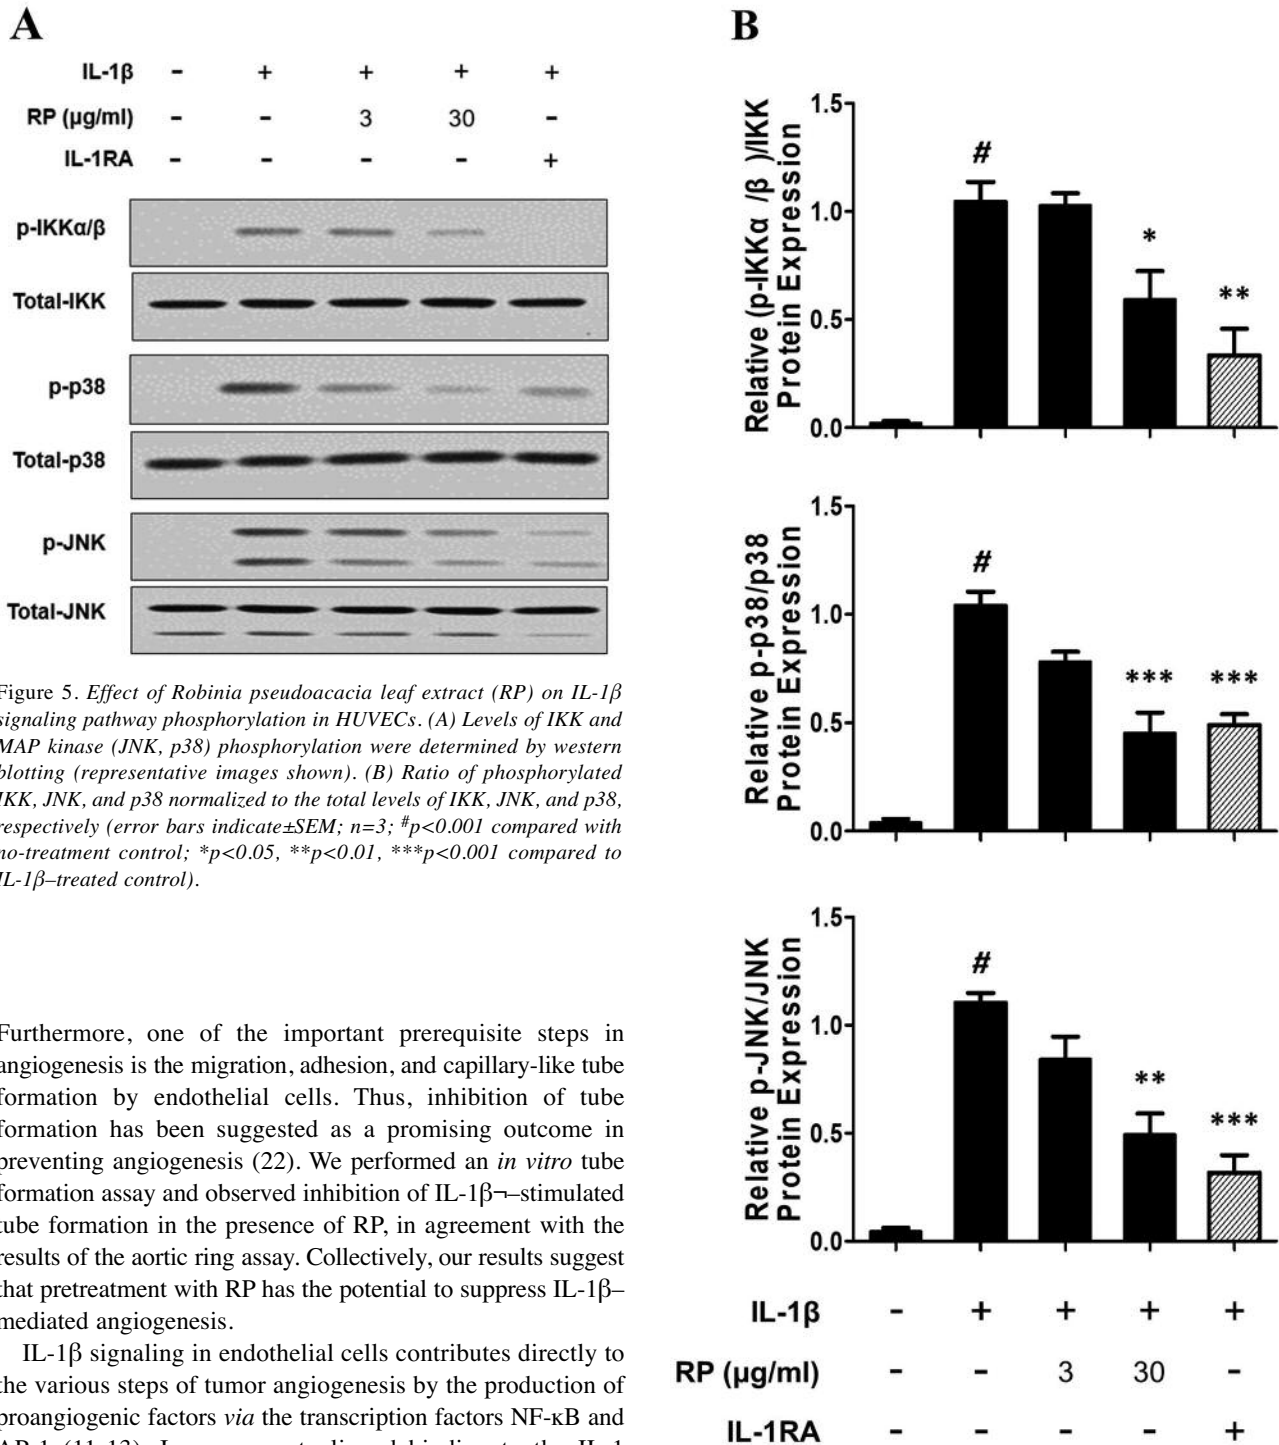 A
IL-1β - + + + +
RP (µg/ml) - - 3 30 -
IL-1RA - - - - +
p-IKKα/β
Total-IKK
p-p38
Total-p38
p-JNK
Total-JNK
Figure 5. Effect of Robinia pseudoacacia leaf extract (RP) on IL-1β
signaling pathway phosphorylation in HUVECs. (A) Levels of IKK and
MAP kinase (JNK, p38) phosphorylation were determined by western
blotting (representative images shown). (B) Ratio of phosphorylated
IKK, JNK, and p38 normalized to the total levels of IKK, JNK, and p38,
respectively (error bars indicate±SEM; n=3; #p<0.001 compared with
no-treatment control; *p<0.05, **p<0.01, ***p<0.001 compared to
IL-1β–treated control).
Furthermore, one of the important prerequisite steps in
angiogenesis is the migration, adhesion, and capillary-like tube
formation by endothelial cells. Thus, inhibition of tube
formation has been suggested as a promising outcome in
preventing angiogenesis (22). We performed an in vitro tube
formation assay and observed inhibition of IL-1β¬–stimulated
tube formation in the presence of RP, in agreement with the
results of the aortic ring assay. Collectively, our results suggest
that pretreatment with RP has the potential to suppress IL-1β–
mediated angiogenesis.
IL-1β signaling in endothelial cells contributes directly to
the various steps of tumor angiogenesis by the production of
proangiogenic factors via the transcription factors NF-κB and
B
Relative (p-IKKα /β )/IKK
Protein Expression
1.5
1.0
0.5
0.0
#
*
**
Relative p-p38/p38
Protein Expression
1.5
1.0
0.5
0.0
#
***
***
Relative p-JNK/JNK
Protein Expression
1.5
1.0
0.5
0.0
#
**
***
IL-1β - + + + +
RP (µg/ml) - - 3 30 -
IL-1RA - - - - +